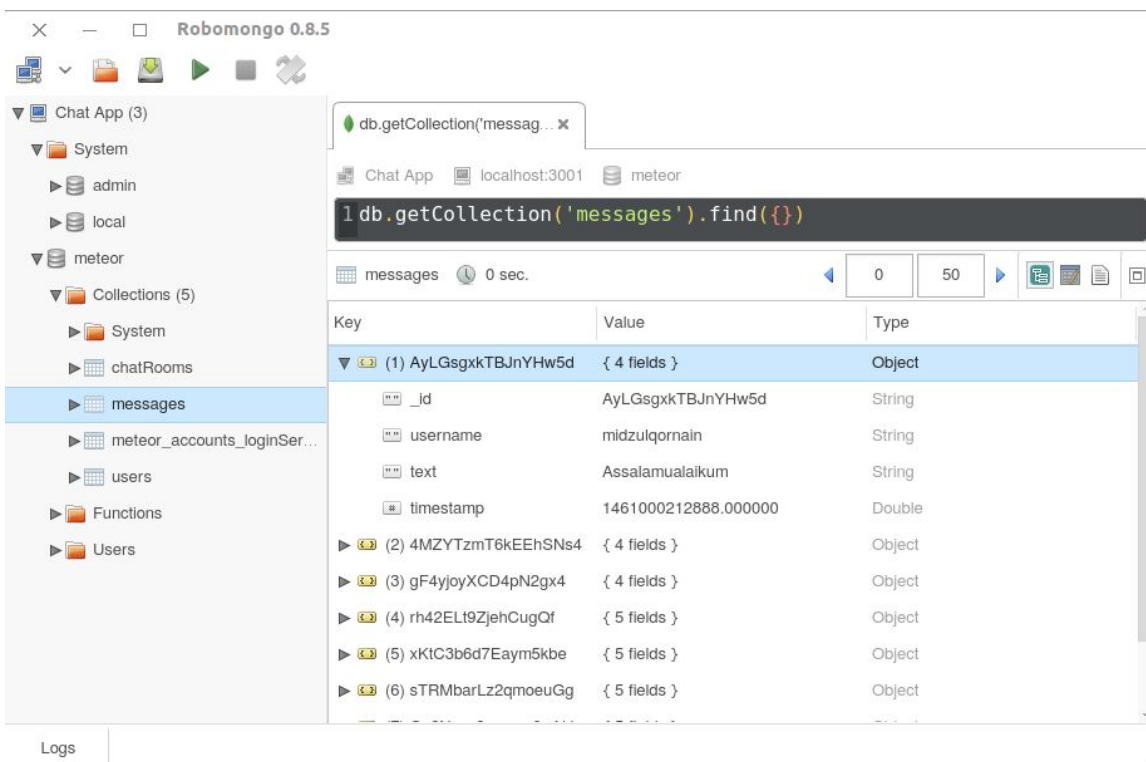 Robomongo 0.8.5
Chat App (3)
System
admin
local
meteor
Collections (5)
System
chatRooms
messages
meteor_accounts_loginSer...
users
Functions
Users
db.getCollection('messag...
Chat App localhost:3001 meteor
1 db.getCollection('messages').find({})
messages 0 sec. 0 50
Key Value Type
(1) AyLGsgxkTBJnYHw5d { 4 fields } Object
_id AyLGsgxkTBJnYHw5d String
username midzulqornain String
text Assalamualaikum String
timestamp 1461000212888.000000 Double
(2) 4MZYTzmT6kEEhSNs4 { 4 fields } Object
(3) gF4yjoyXCD4pN2gx4 { 4 fields } Object
(4) rh42ELt9ZjehCugQf { 5 fields } Object
(5) xKtC3b6d7Eaym5kbe { 5 fields } Object
(6) sTRMbarLz2qmoeuGg { 5 fields } Object
Logs